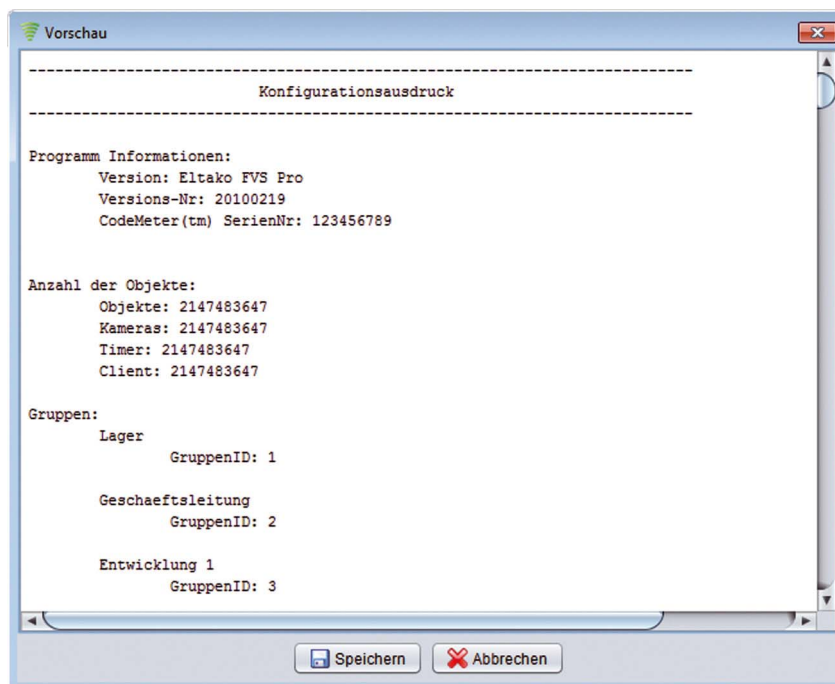 Vorschau
---------------------------------------------------------------------------
Konfigurationsausdruck
---------------------------------------------------------------------------
Programm Informationen:
Version: Eltako FVS Pro
Versions-Nr: 20100219
CodeMeter(tm) SerienNr: 123456789
Anzahl der Objekte:
Objekte: 2147483647
Kameras: 2147483647
Timer: 2147483647
Client: 2147483647
Gruppen:
Lager
GruppenID: 1
Geschaeftsleitung
GruppenID: 2
Entwicklung 1
GruppenID: 3
Speichern Abbrechen